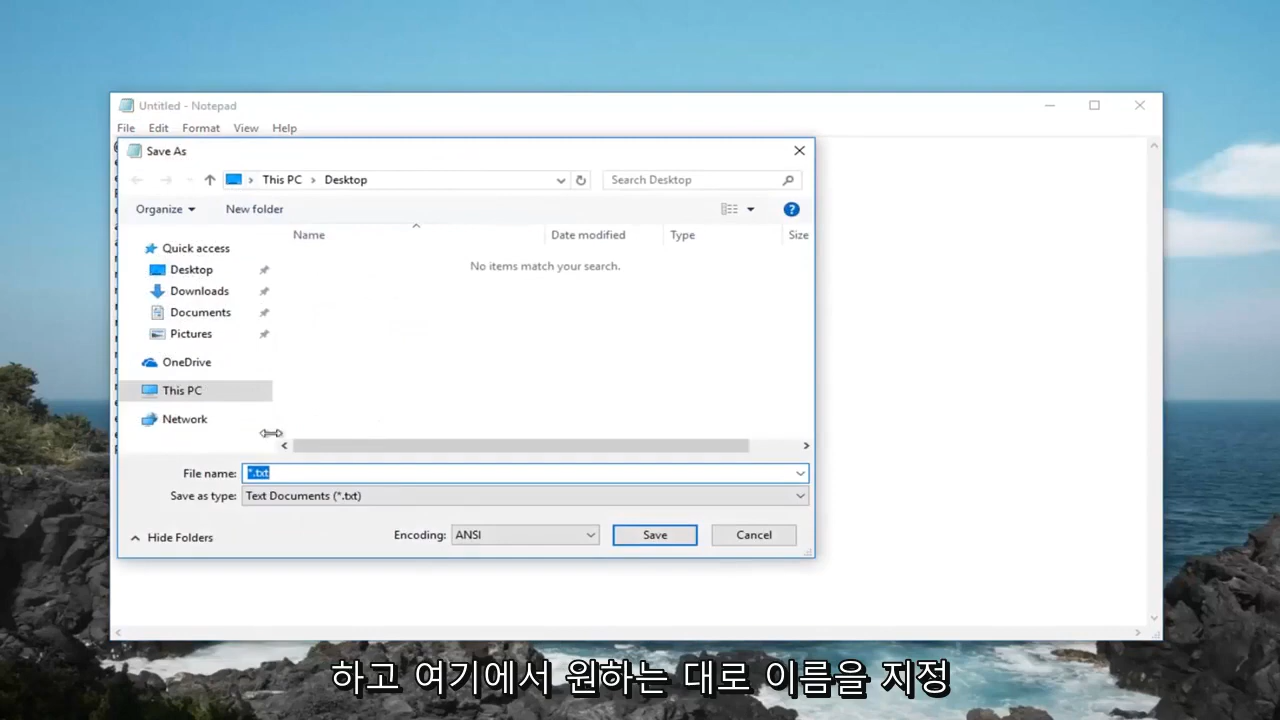 Untitled - Notepad
File Edit Format View Help
Save As
This PC > Desktop
Search Desktop
Organize
New folder
Name
Date modified
Type
Size
No items match your search.
Quick access
Desktop
Downloads
Documents
Pictures
OneDrive
This PC
Network
File name: *.txt
Save as type: Text Documents (*.txt)
Hide Folders
Encoding: ANSI
Save
Cancel
하고 여기에서 원하는 대로 이름을 지정